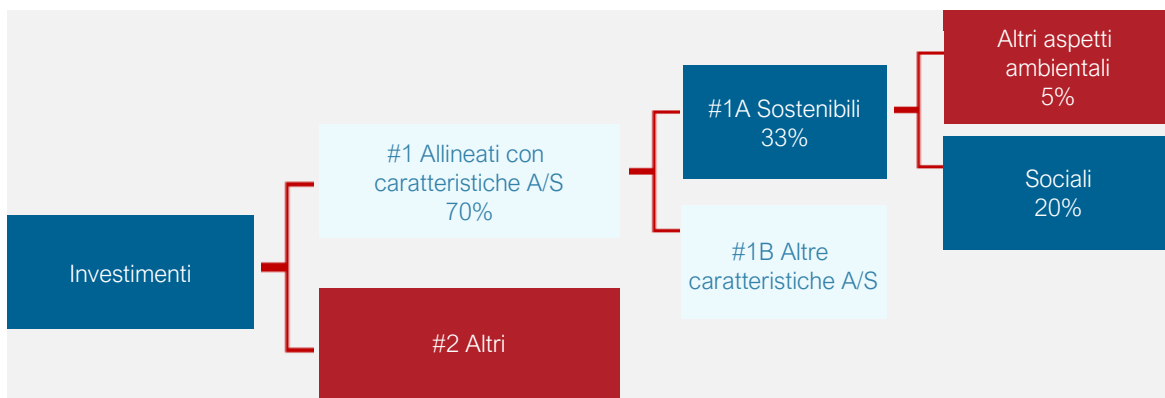 Investimenti
#1 Allineati con
caratteristiche A/S
70%
#2 Altri
#1A Sostenibili
33%
#1B Altre
caratteristiche A/S
Altri aspetti
ambientali
5%
Sociali
20%